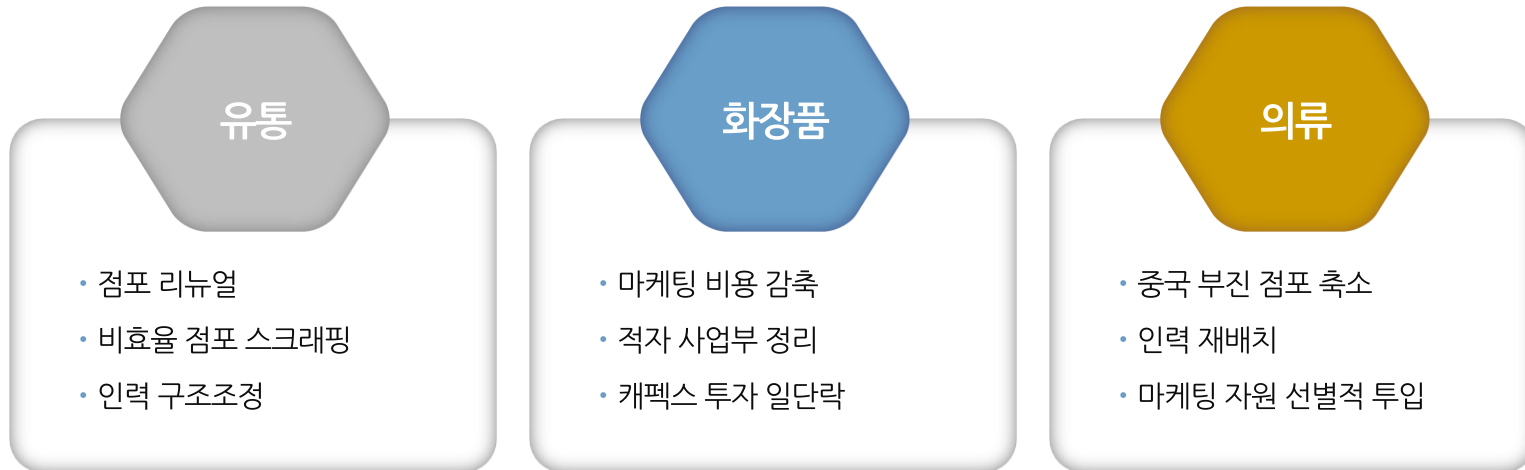 유통
• 점포 리뉴얼
• 비효율 점포 스크래핑
• 인력 구조조정
화장품
• 마케팅 비용 감축
• 적자 사업부 정리
• 캐펙스 투자 일단락
의류
• 중국 부진 점포 축소
• 인력 재배치
• 마케팅 자원 선별적 투입